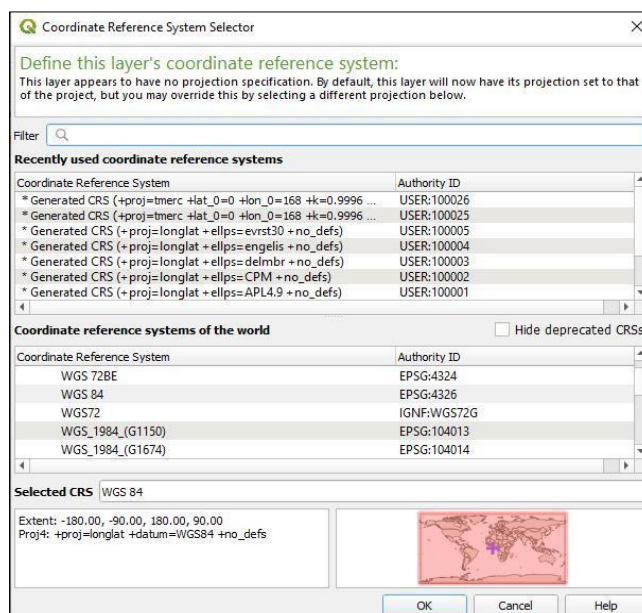 Coordinate Reference System Selector
Define this layer's coordinate reference system:
This layer appears to have no projection specification. By default, this layer will now have its projection set to that
of the project, but you may override this by selecting a different projection below.
Filter
Recently used coordinate reference systems
Coordinate Reference System Authority ID
* Generated CRS (+proj=tmerc +lat_0=0 +lon_0=168 +k=0.9996 ... USER:100026
* Generated CRS (+proj=tmerc +lat_0=0 +lon_0=168 +k=0.9996 ... USER:100025
* Generated CRS (+proj=longlat +ellps=evrst30 +no_defs) USER:100005
* Generated CRS (+proj=longlat +ellps=engelis +no_defs) USER:100004
* Generated CRS (+proj=longlat +ellps=delmbr +no_defs) USER:100003
* Generated CRS (+proj=longlat +ellps=CPM +no_defs) USER:100002
* Generated CRS (+proj=longlat +ellps=APL4.9 +no_defs) USER:100001
Coordinate reference systems of the world Hide deprecated CRSs
Coordinate Reference System Authority ID
WGS 72BE EPSG:4324
WGS 84 EPSG:4326
WGS72 IGNF:WGS72G
WGS_1984_(G1150) EPSG:104013
WGS_1984_(G1674) EPSG:104014
Selected CRS WGS 84
Extent: -180.00, -90.00, 180.00, 90.00
Proj4: +proj=longlat +datum=WGS84 +no_defs
OK Cancel Help